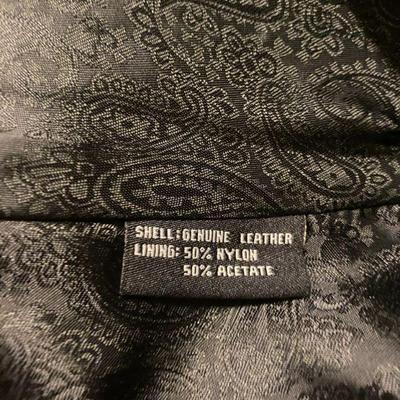 SHELL: GENUINE LEATHER
LINING: 50% NYLON
50% ACETATE